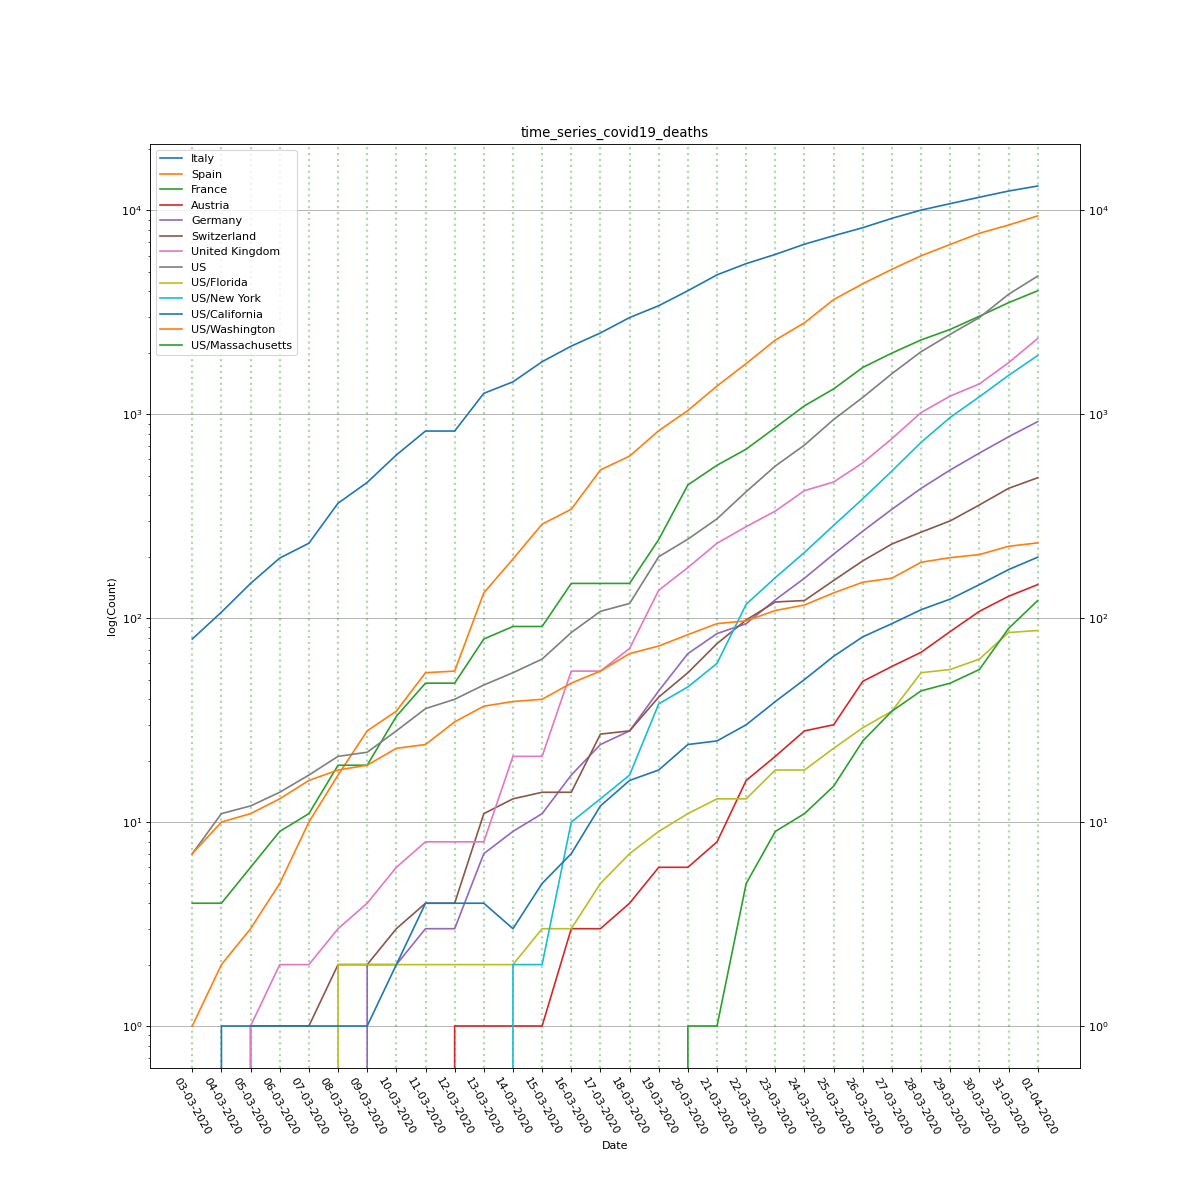 time_series_covid19_deaths
Italy
Spain
France
Austria
Germany
Switzerland
United Kingdom
US
US/Florida
US/New York
US/California
US/Washington
US/Massachusetts
10⁴
10³
10²
10¹
10⁰
log(Count)
10⁴
10³
10²
10¹
10⁰
03-03-2020
04-03-2020
05-03-2020
06-03-2020
07-03-2020
08-03-2020
09-03-2020
10-03-2020
11-03-2020
12-03-2020
13-03-2020
14-03-2020
15-03-2020
16-03-2020
17-03-2020
18-03-2020
19-03-2020
20-03-2020
21-03-2020
22-03-2020
23-03-2020
24-03-2020
25-03-2020
26-03-2020
27-03-2020
28-03-2020
29-03-2020
30-03-2020
31-03-2020
01-04-2020
Date